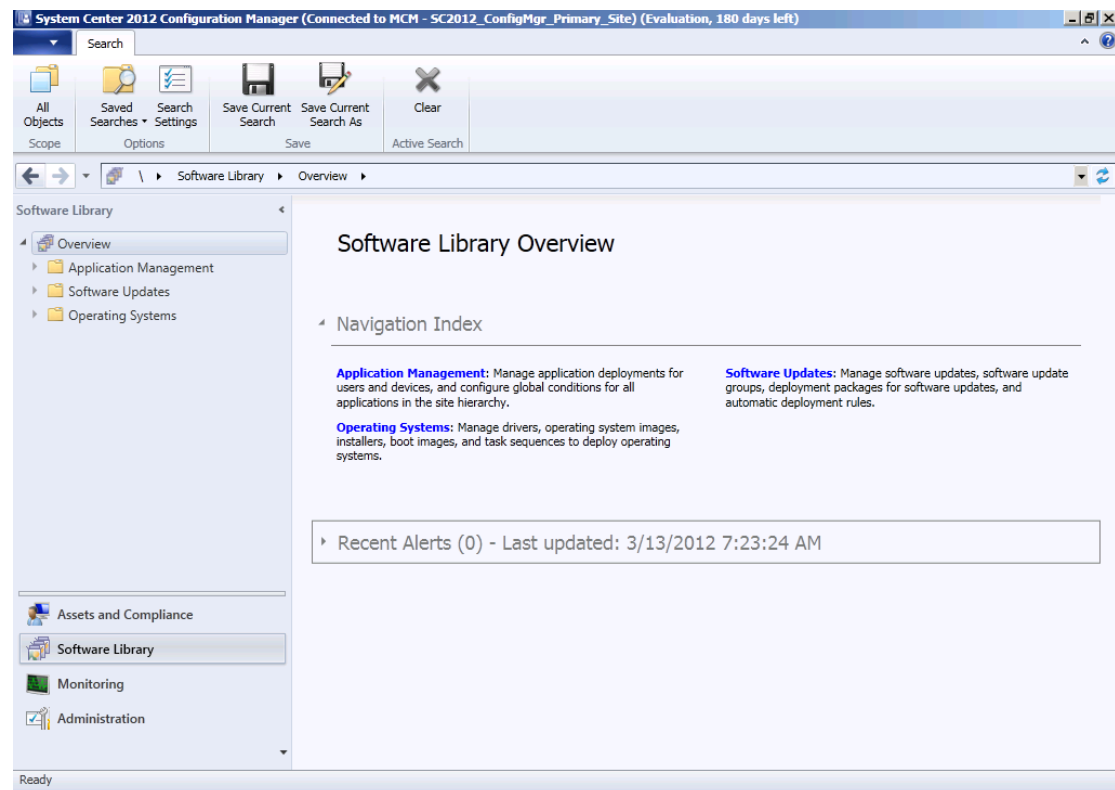 System Center 2012 Configuration Manager (Connected to MCM - SC2012_ConfigMgr_Primary_Site) (Evaluation, 180 days left)
Search
All Objects
Saved Searches
Search Settings
Save Current Search
Save Current Search As
Clear
Scope
Options
Save
Active Search
\ Software Library Overview
Software Library
Overview
Application Management
Software Updates
Operating Systems
Assets and Compliance
Software Library
Monitoring
Administration
Software Library Overview
Navigation Index
Application Management: Manage application deployments for
users and devices, and configure global conditions for all
applications in the site hierarchy.
Operating Systems: Manage drivers, operating system images,
installers, boot images, and task sequences to deploy operating
systems.
Software Updates: Manage software updates, software update
groups, deployment packages for software updates, and
automatic deployment rules.
Recent Alerts (0) - Last updated: 3/13/2012 7:23:24 AM
Ready